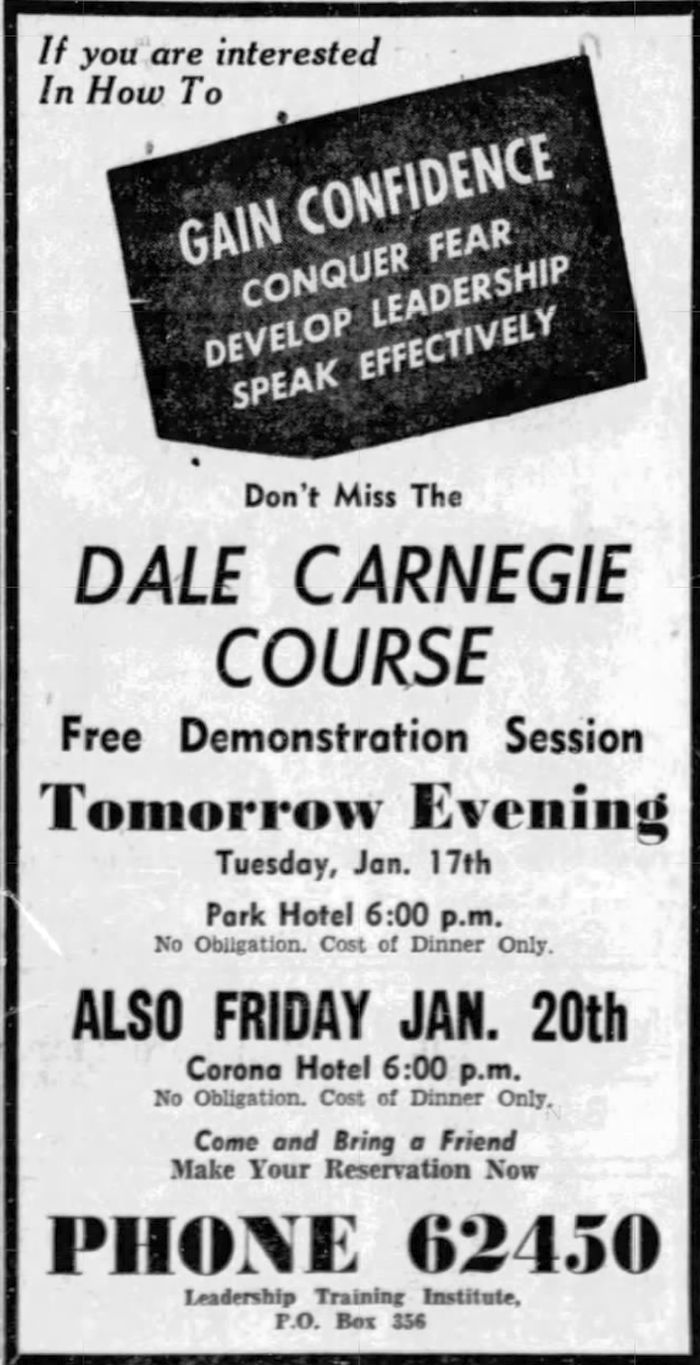 If you are interested
In How To
GAIN CONFIDENCE
CONQUER FEAR
DEVELOP LEADERSHIP
SPEAK EFFECTIVELY
Don't Miss The
DALE CARNEGIE
COURSE
Free Demonstration Session
Tomorrow Evening
Tuesday, Jan. 17th
Park Hotel 6:00 p.m.
No Obligation. Cost of Dinner Only.
ALSO FRIDAY JAN. 20th
Corona Hotel 6:00 p.m.
No Obligation. Cost of Dinner Only.
Come and Bring a Friend
Make Your Reservation Now
PHONE 62450
Leadership Training Institute,
P.O. Box 356